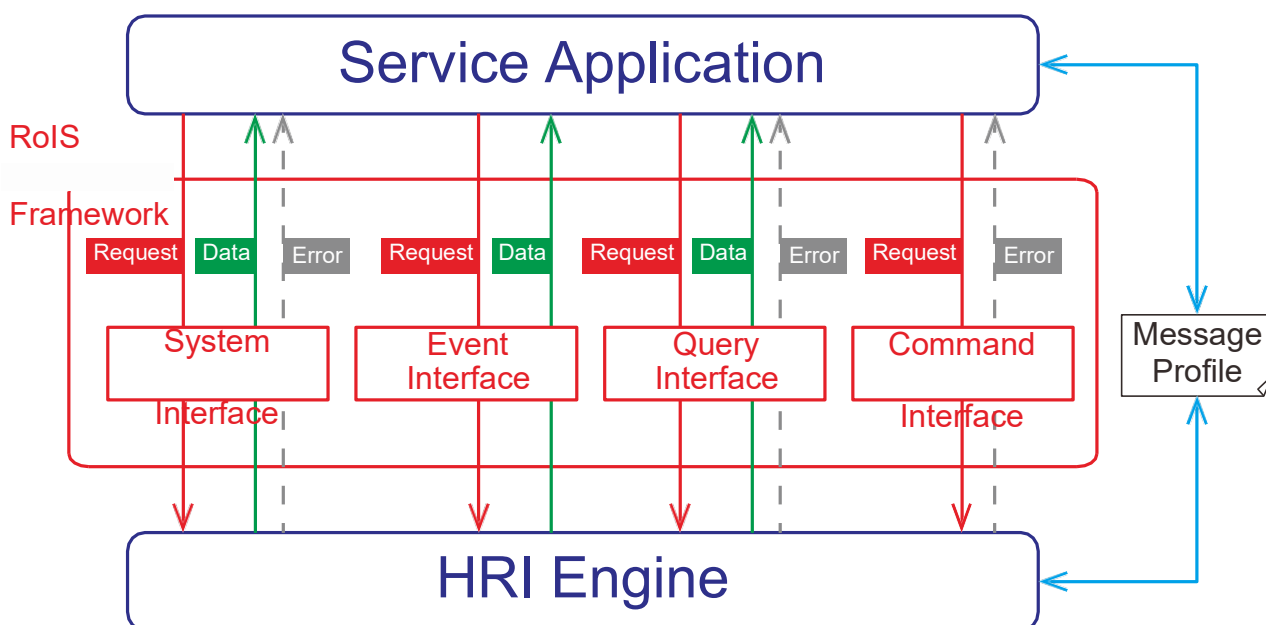 Service Application
RoIS
Framework
Request
Data
Error
Request
Data
Request
Data
Error
Request
Error
System
Interface
Event
Interface
Query
Interface
Command
Interface
Message
Profile
HRI Engine